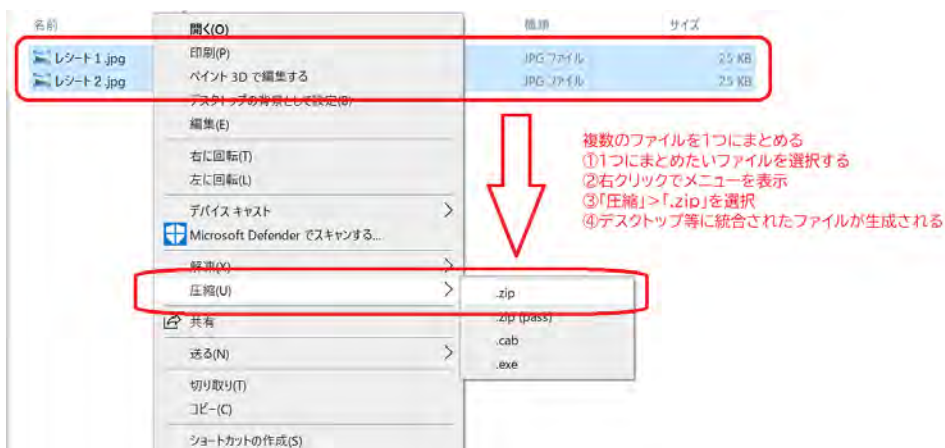 名前 種類 サイズ
レシート1.jpg JPG ファイル 25 KB
レシート2.jpg JPG ファイル 25 KB
開く(O)
印刷(P)
ペイント 3D で編集する
デスクトップの背景として設定(B)
編集(E)
右に回転(T)
左に回転(L)
デバイス キャスト
Microsoft Defender でスキャンする...
解凍(X)
圧縮(U)
共有
送る(N)
切り取り(T)
コピー(C)
ショートカットの作成(S)
.zip
.zip (pass)
.cab
.exe
複数のファイルを1つにまとめる
①1つにまとめたいファイルを選択する
②右クリックでメニューを表示
③「圧縮」>「.zip」を選択
④デスクトップ等に統合されたファイルが生成される